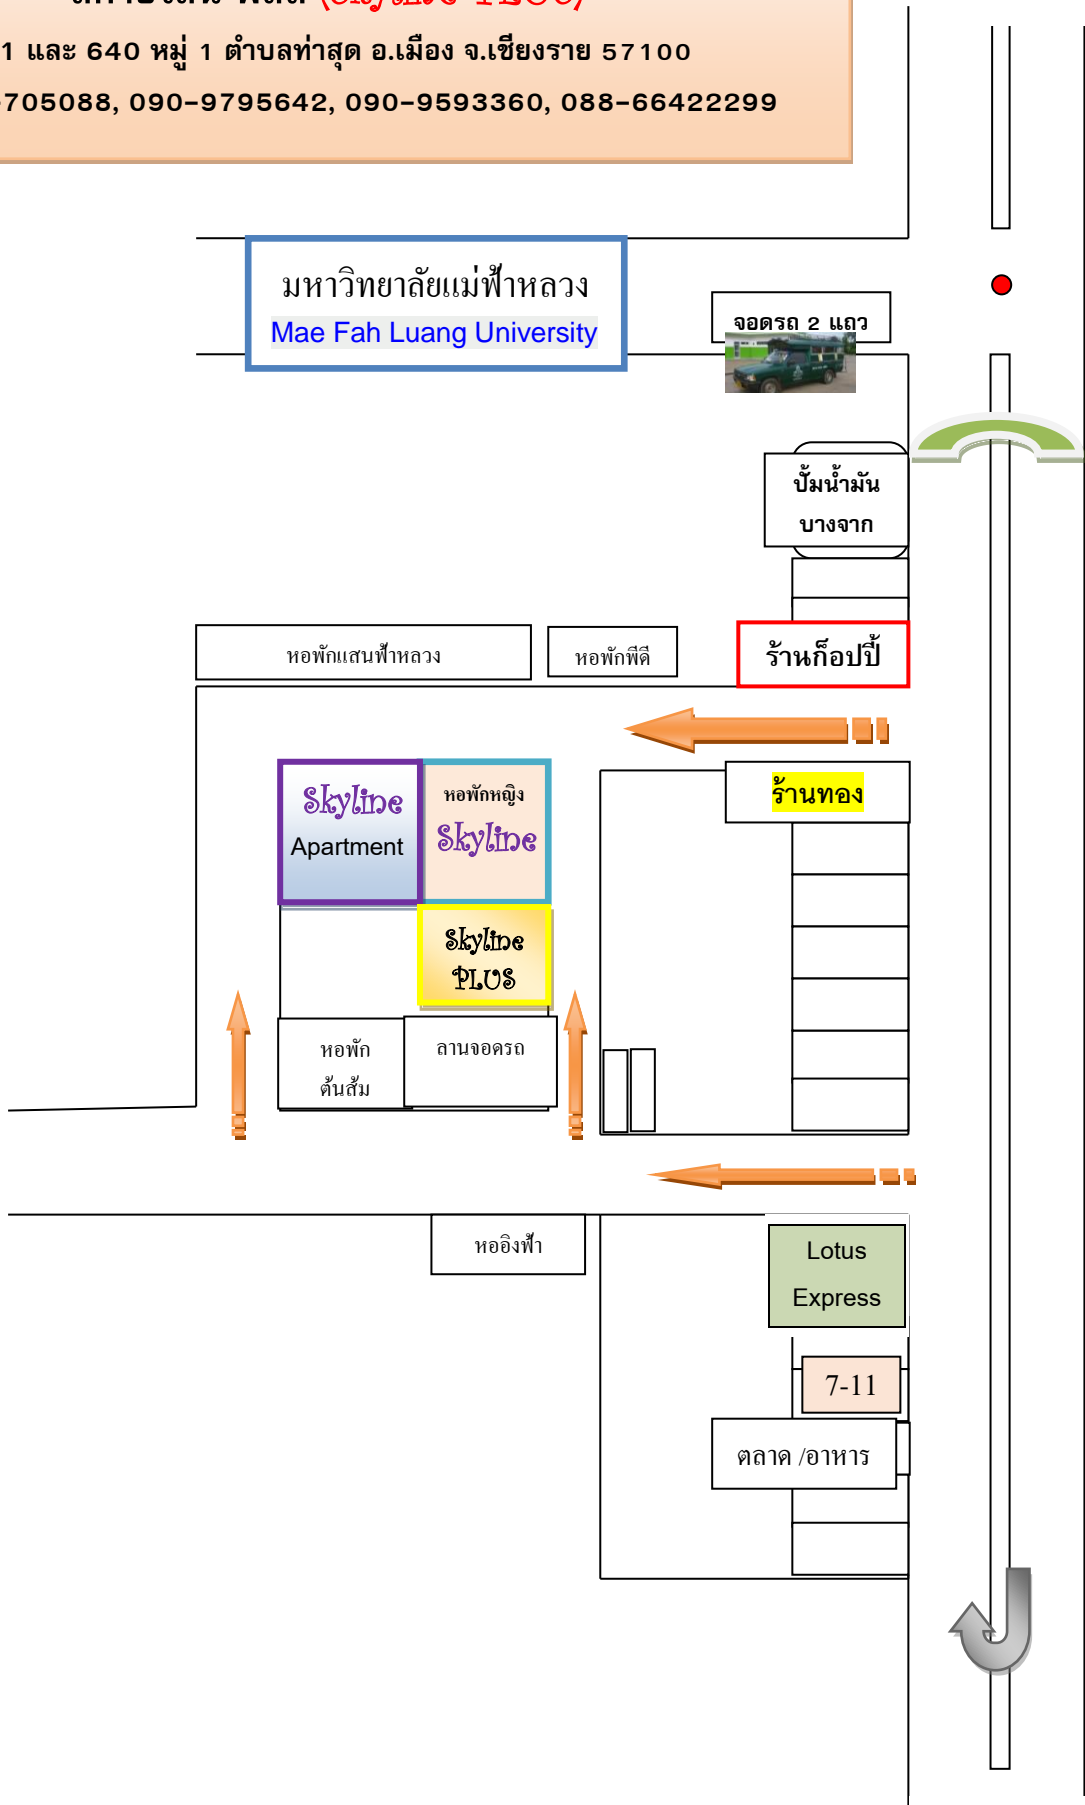 (Skyline PLUS)
1 และ 640 หมู่ 1 ตำบลท่าสุด อ.เมือง จ.เชียงราย 57100
705088, 090-9795642, 090-9593360, 088-66422299
มหาวิทยาลัยแม่ฟ้าหลวง
Mae Fah Luang University
จอดรถ 2 แถว
ปั้มน้ำมัน
บางจาก
หอพักแสนฟ้าหลวง
หอพักพีดี
ร้านก็อปปี้
ร้านทอง
Skyline
Apartment
หอพักหญิง
Skyline
Skyline
PLUS
หอพัก
ต้นส้ม
ลานจอดรถ
หออิงฟ้า
Lotus
Express
7-11
ตลาด /อาหาร